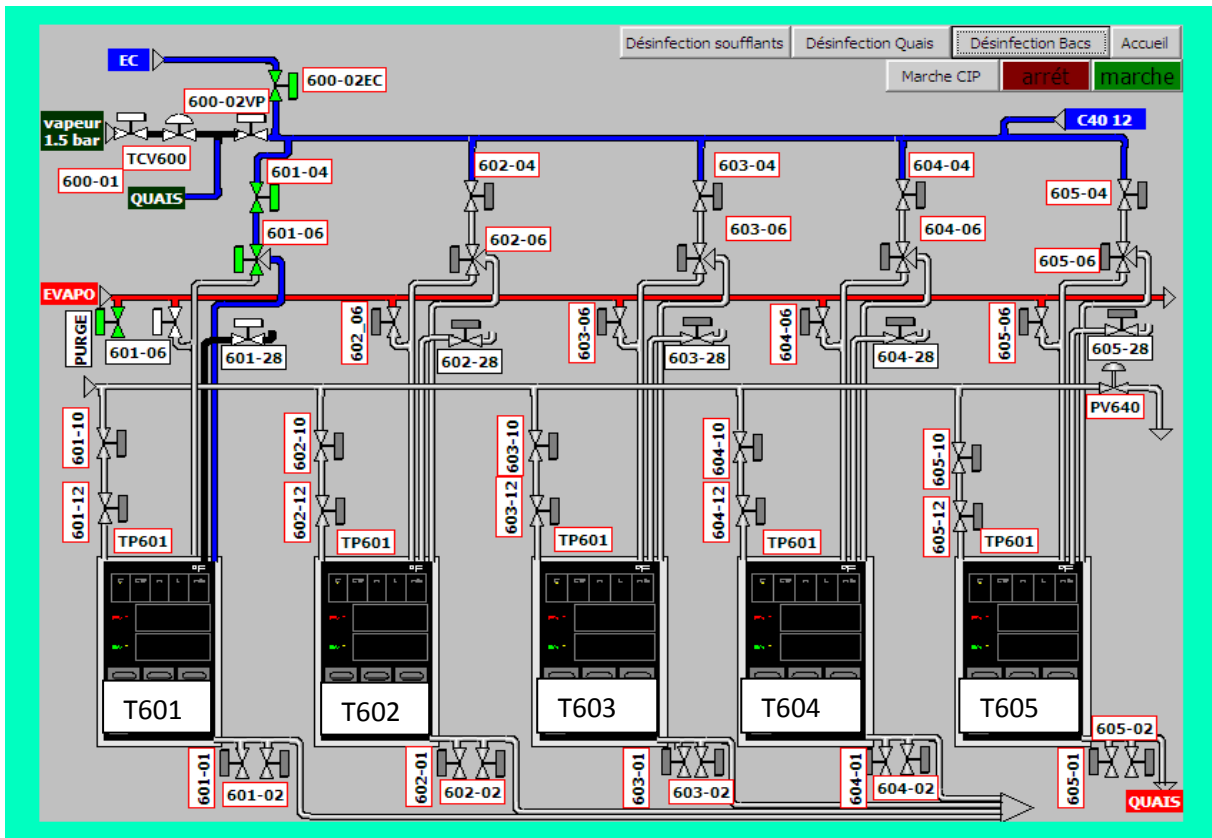 Désinfection soufflants
Désinfection Quais
Désinfection Bacs
Accueil
Marche CIP
arrét
marche
EC
600-02EC
600-02VP
vapeur
1.5 bar
C40 12
TCV600
600-01
QUAIS
601-04
602-04
603-04
604-04
605-04
601-06
602-06
603-06
604-06
605-06
EVAPO
PURGE
601-06
601-28
602_06
602-28
603-06
603-28
604-06
604-28
605-06
605-28
PV640
601-10
602-10
603-10
604-10
605-10
601-12
602-12
603-12
604-12
605-12
TP601
TP601
TP601
TP601
TP601
°F
°F
°F
°F
°F
T601
T602
T603
T604
T605
601-01
601-02
602-01
602-02
603-01
603-02
604-01
604-02
605-01
605-02
QUAIS